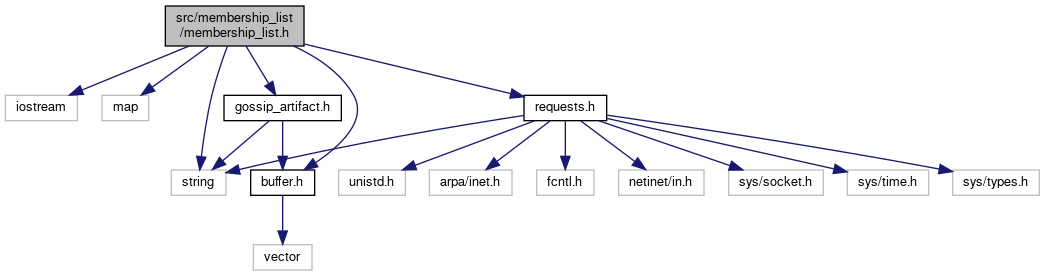 src/membership_list
/membership_list.h
iostream
map
gossip_artifact.h
requests.h
string
buffer.h
unistd.h
arpa/inet.h
fcntl.h
netinet/in.h
sys/socket.h
sys/time.h
sys/types.h
vector